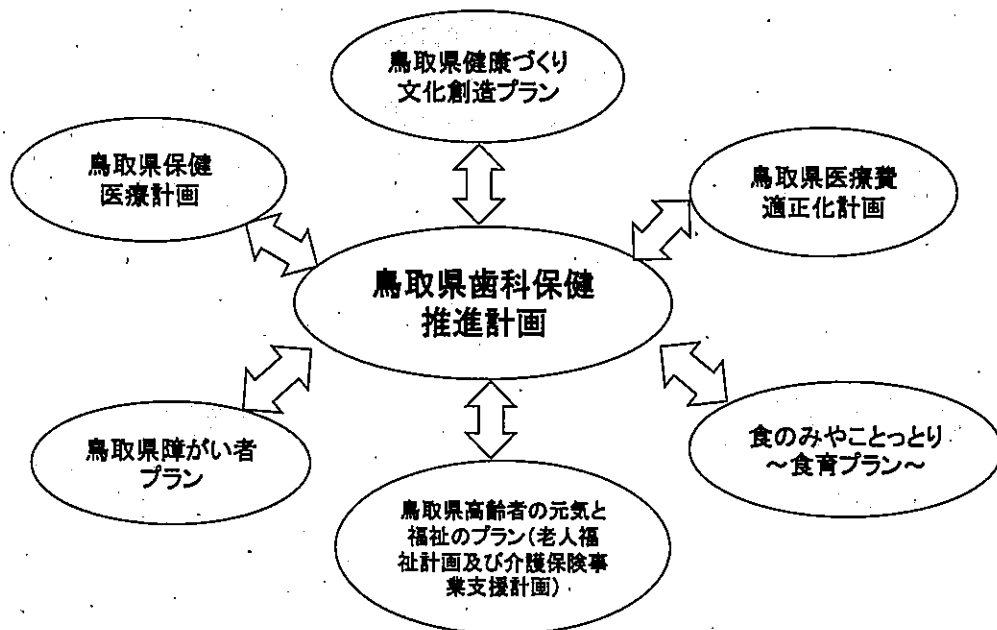 鳥取県健康づくり
文化創造プラン
鳥取県保健
医療計画
鳥取県医療費
適正化計画
鳥取県歯科保健
推進計画
鳥取県障がい者
プラン
食のみやことっとり
～食育プラン～
鳥取県高齢者の元気と
福祉のプラン(老人福
祉計画及び介護保険事
業支援計画)